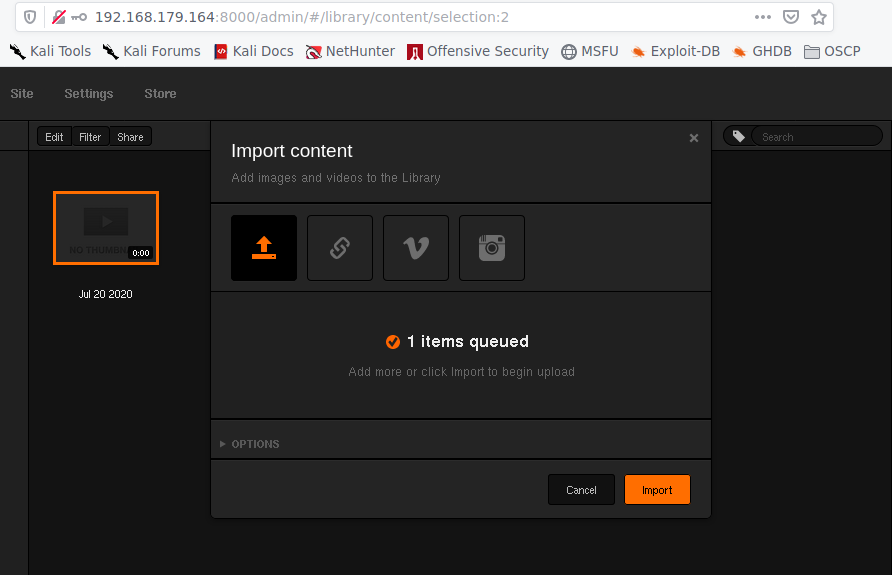 192.168.179.164:8000/admin/#/library/content/selection:2
Kali Tools Kali Forums Kali Docs NetHunter Offensive Security MSFU Exploit-DB GHDB OSCP
Site Settings Store
Edit Filter Share Search
Import content
Add images and videos to the Library
NO THUMBN
0:00
Jul 20 2020
1 items queued
Add more or click Import to begin upload
OPTIONS
Cancel Import